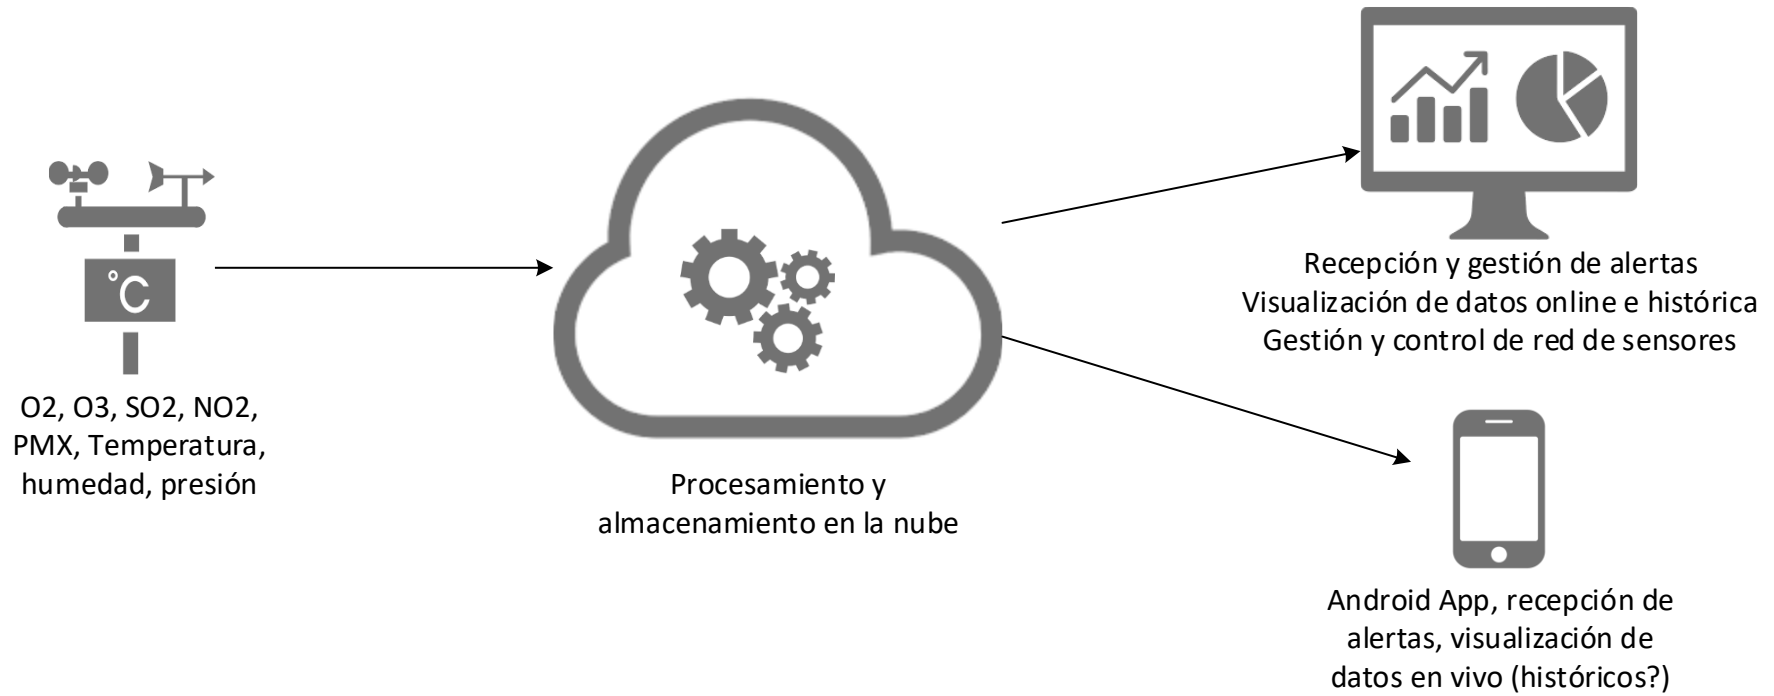 °C
O2, O3, SO2, NO2,
PMX, Temperatura,
humedad, presión
Procesamiento y
almacenamiento en la nube
Recepción y gestión de alertas
Visualización de datos online e histórica
Gestión y control de red de sensores
Android App, recepción de
alertas, visualización de
datos en vivo (históricos?)